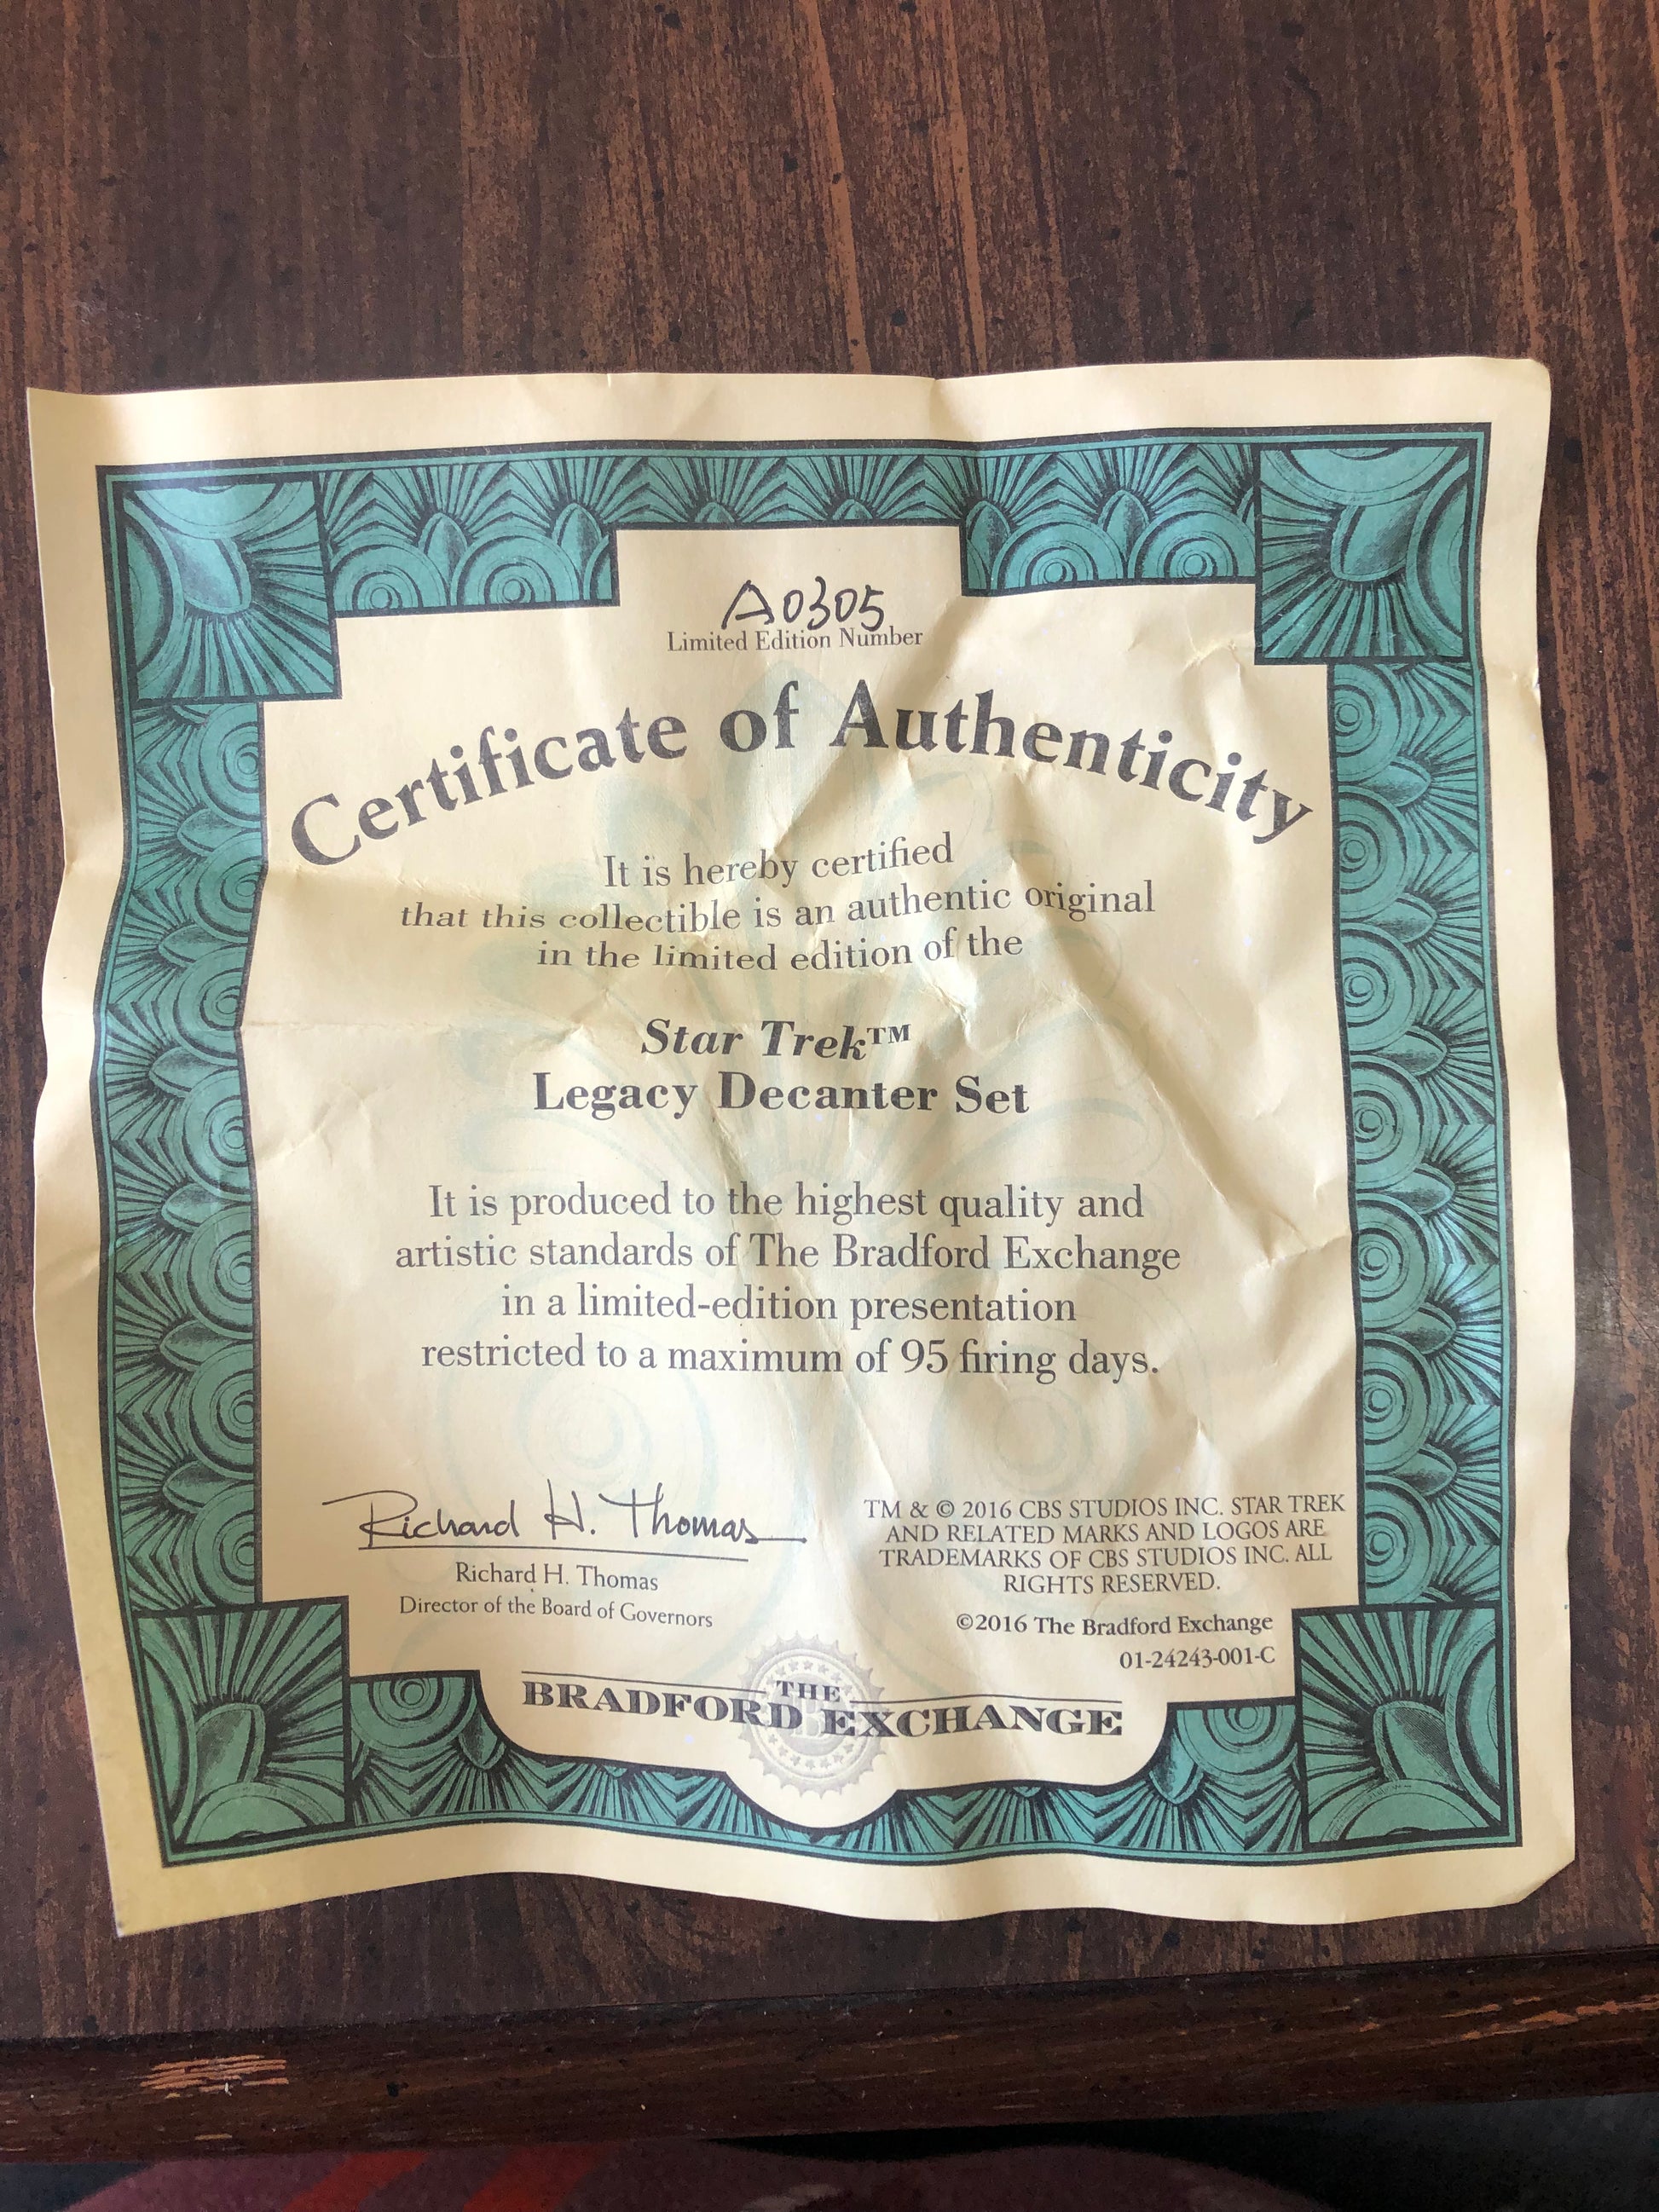 A0305
Limited Edition Number
Certificate of Authenticity
It is hereby certified
that this collectible is an authentic original
in the limited edition of the
Star Trek™
Legacy Decanter Set
It is produced to the highest quality and
artistic standards of The Bradford Exchange
in a limited-edition presentation
restricted to a maximum of 95 firing days.
Richard H. Thomas
Richard H. Thomas
Director of the Board of Governors
TM & © 2016 CBS STUDIOS INC. STAR TREK
AND RELATED MARKS AND LOGOS ARE
TRADEMARKS OF CBS STUDIOS INC. ALL
RIGHTS RESERVED.
©2016 The Bradford Exchange
01-24243-001-C
THE
BRADFORD EXCHANGE